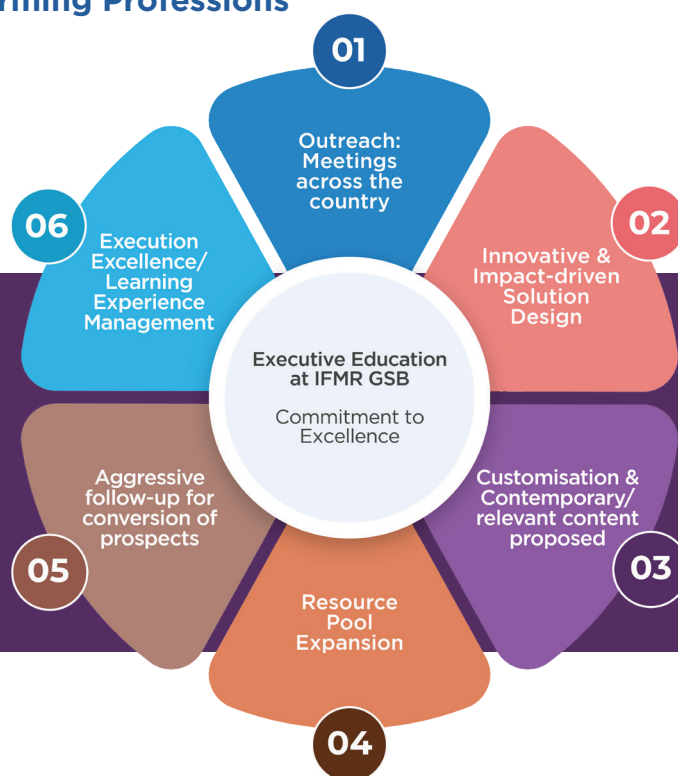 Professions
01
Outreach:
Meetings
across the
country
02
Innovative &
Impact-driven
Solution
Design
Customisation &
Contemporary/
relevant content
proposed
03
Resource
Pool
Expansion
04
Aggressive
follow-up for
conversion of
prospects
05
06
Execution
Excellence/
Learning
Experience
Management
Executive Education
at IFMR GSB
Commitment to
Excellence